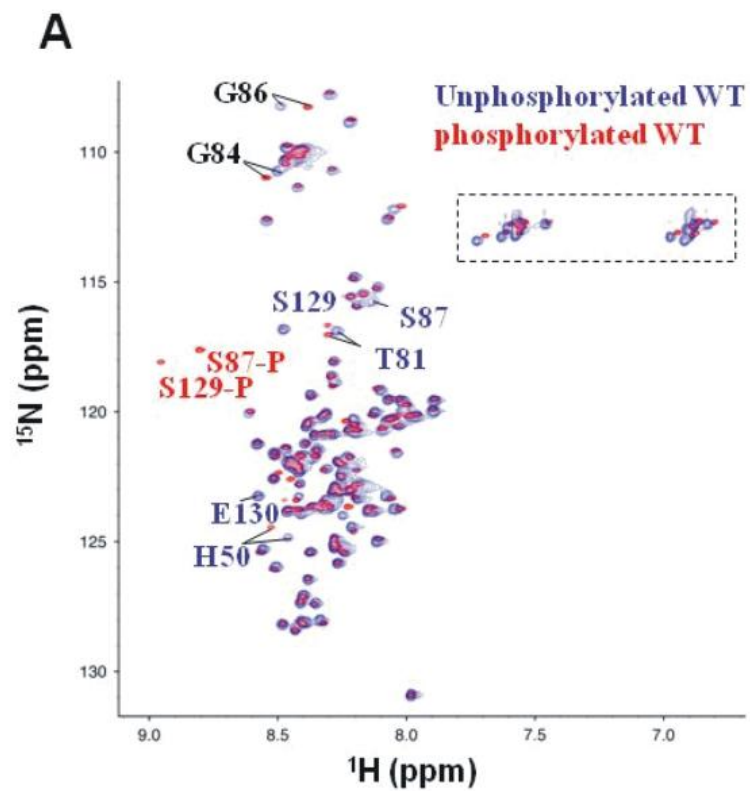 A
G86
Unphosphorylated WT
phosphorylated WT
G84
110
115
S129
S87
T81
S87-P
S129-P
120
E130
H50
125
130
¹⁵N (ppm)
9.0 8.5 8.0 7.5 7.0
¹H (ppm)